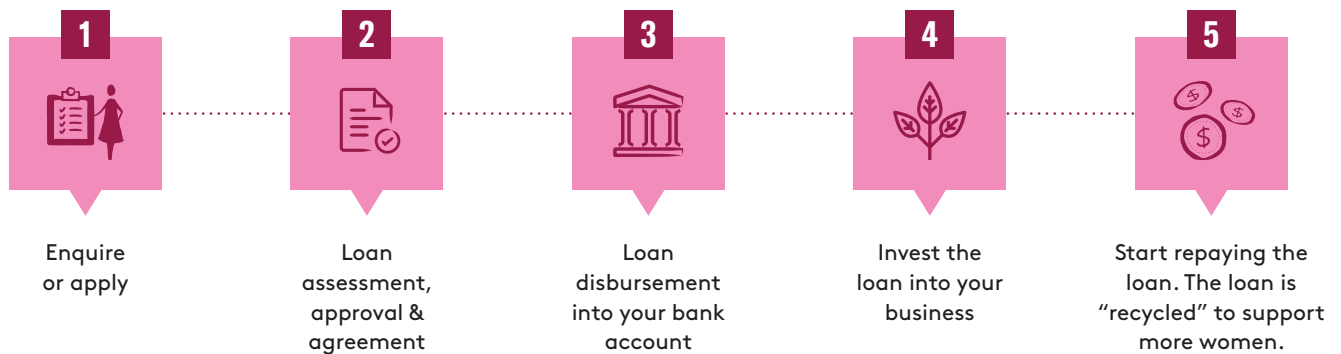 1
Enquire
or apply
2
Loan
assessment,
approval &
agreement
3
Loan
disbursement
into your bank
account
4
Invest the
loan into your
business
5
$
$
$
Start repaying the
loan. The loan is
“recycled” to support
more women.